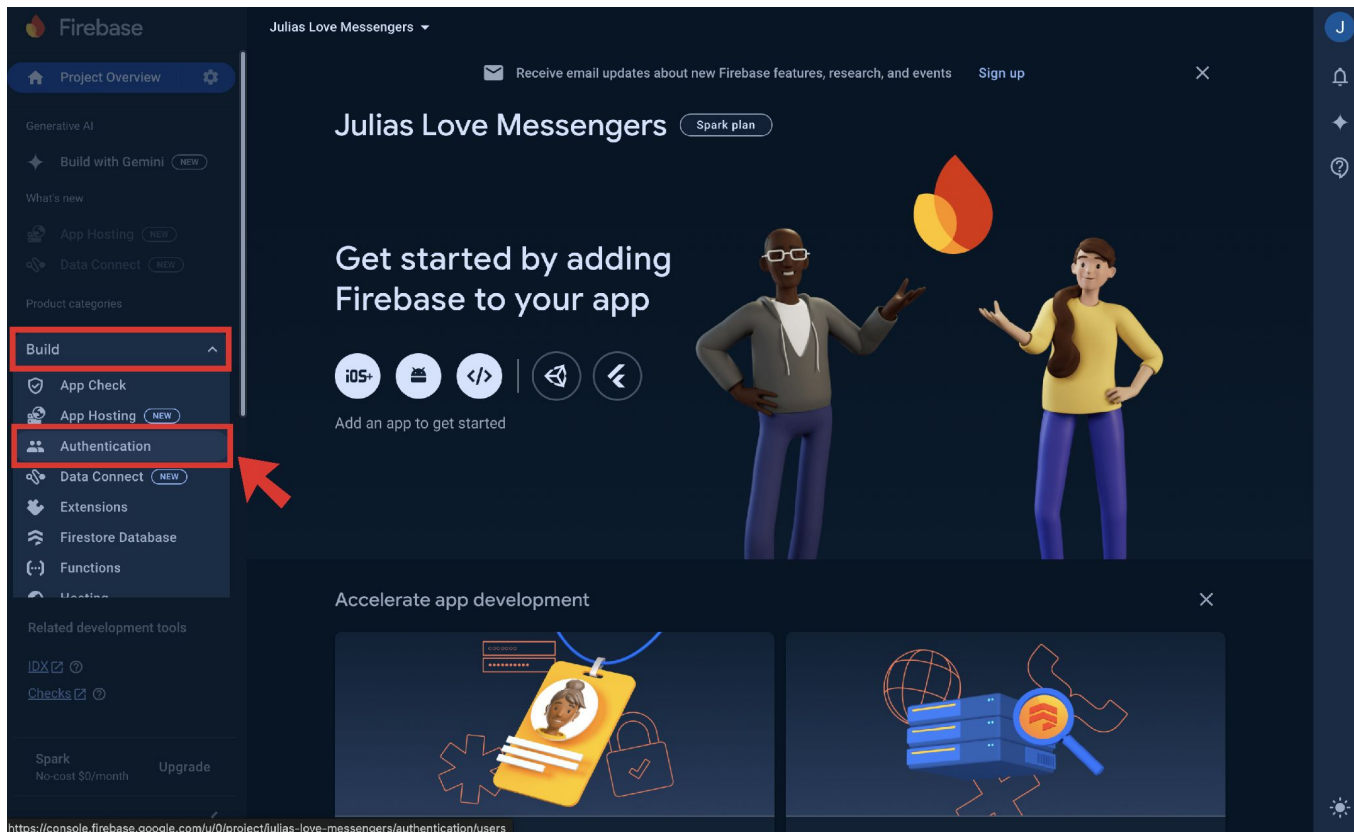 Firebase
Project Overview
Generative AI
Build with Gemini NEW
What's new
App Hosting NEW
Data Connect NEW
Product categories
Build
App Check
App Hosting NEW
Authentication
Data Connect NEW
Extensions
Firestore Database
Functions
Hosting
Related development tools
IDX
Checks
Spark
No-cost $0/month
Upgrade
https://console.firebase.google.com/u/0/project/julias-love-messengers/authentication/users
Julias Love Messengers
Receive email updates about new Firebase features, research, and events Sign up
Julias Love Messengers Spark plan
Get started by adding
Firebase to your app
iOS+
Add an app to get started
Accelerate app development
J